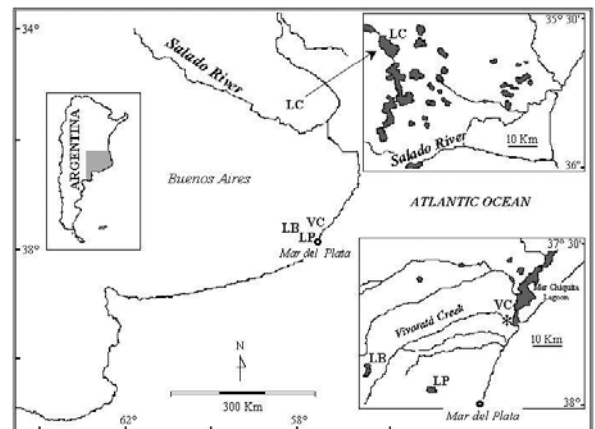 34°
38°
62°
58°
Salado River
LC
ARGENTINA
Buenos Aires
ATLANTIC OCEAN
LB
VC
LP
Mar del Plata
N
300 Km
35° 30'
LC
10 Km
Salado River
36°
37° 30'
Mar Chiquita
Lagoon
VC
*
Vivoratá Creek
10 Km
LB
LP
38°
Mar del Plata